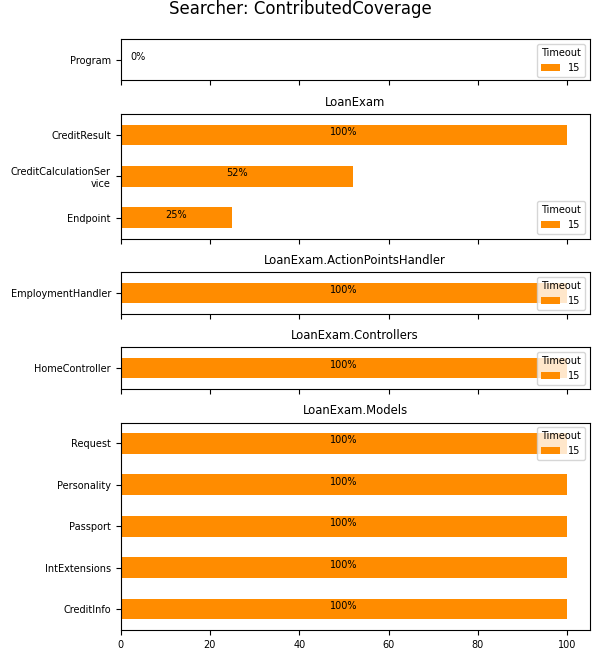 Searcher: ContributedCoverage
Program
0%
Timeout
15
LoanExam
CreditResult
100%
CreditCalculationSer
vice
52%
Endpoint
25%
Timeout
15
LoanExam.ActionPointsHandler
EmploymentHandler
100%
Timeout
15
LoanExam.Controllers
HomeController
100%
Timeout
15
LoanExam.Models
Request
100%
Timeout
15
Personality
100%
Passport
100%
IntExtensions
100%
CreditInfo
100%
0 20 40 60 80 100